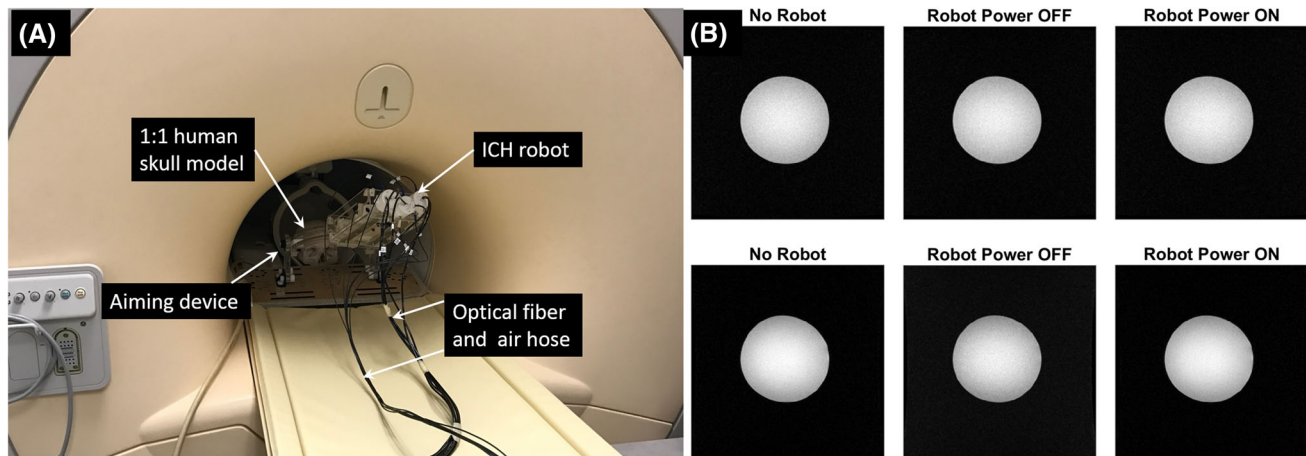 (A)
1:1 human
skull model
ICH robot
Aiming device
Optical fiber
and air hose
(B)
No Robot
Robot Power OFF
Robot Power ON
No Robot
Robot Power OFF
Robot Power ON